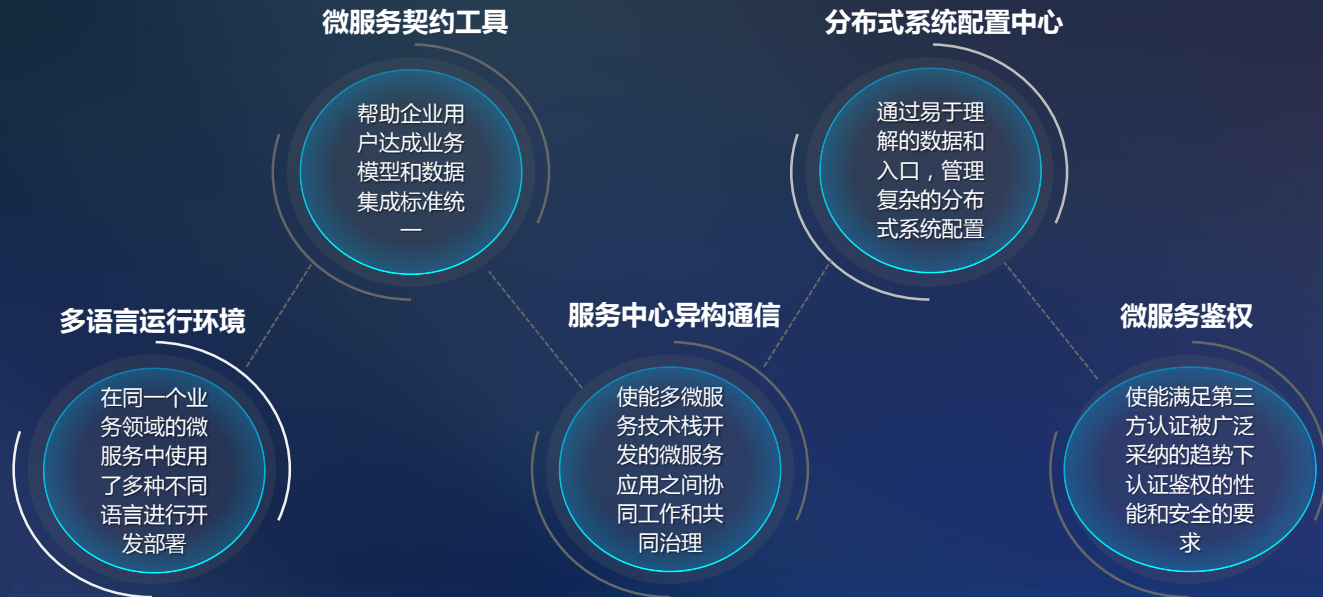 微服务契约工具
帮助企业用
户达成业务
模型和数据
集成标准统
一
分布式系统配置中心
通过易于理
解的数据和
入口，管理
复杂的分布
式系统配置
多语言运行环境
在同一个业
务领域的微
服务中使用
了多种不同
语言进行开
发部署
服务中心异构通信
使能多微服
务技术栈开
发的微服务
应用之间协
同工作和共
同治理
微服务鉴权
使能满足第三
方认证被广泛
采纳的趋势下
认证鉴权的性
能和安全的要
求